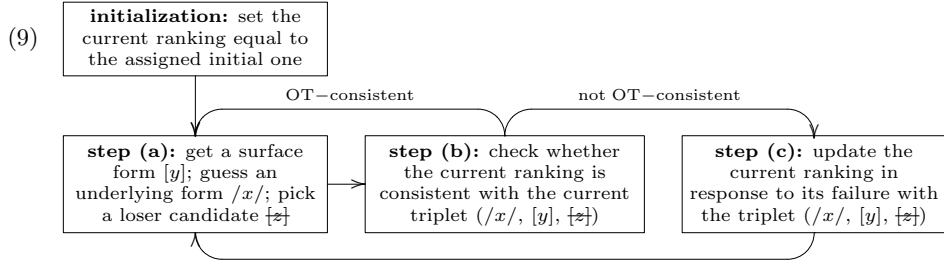 (9)
initialization: set the
current ranking equal to
the assigned initial one
OT−consistent
not OT−consistent
step (a): get a surface
form [y]; guess an
underlying form /x/; pick
a loser candidate [z]
step (b): check whether
the current ranking is
consistent with the current
triplet (/x/, [y], [z])
step (c): update the
current ranking in
response to its failure with
the triplet (/x/, [y], [z])